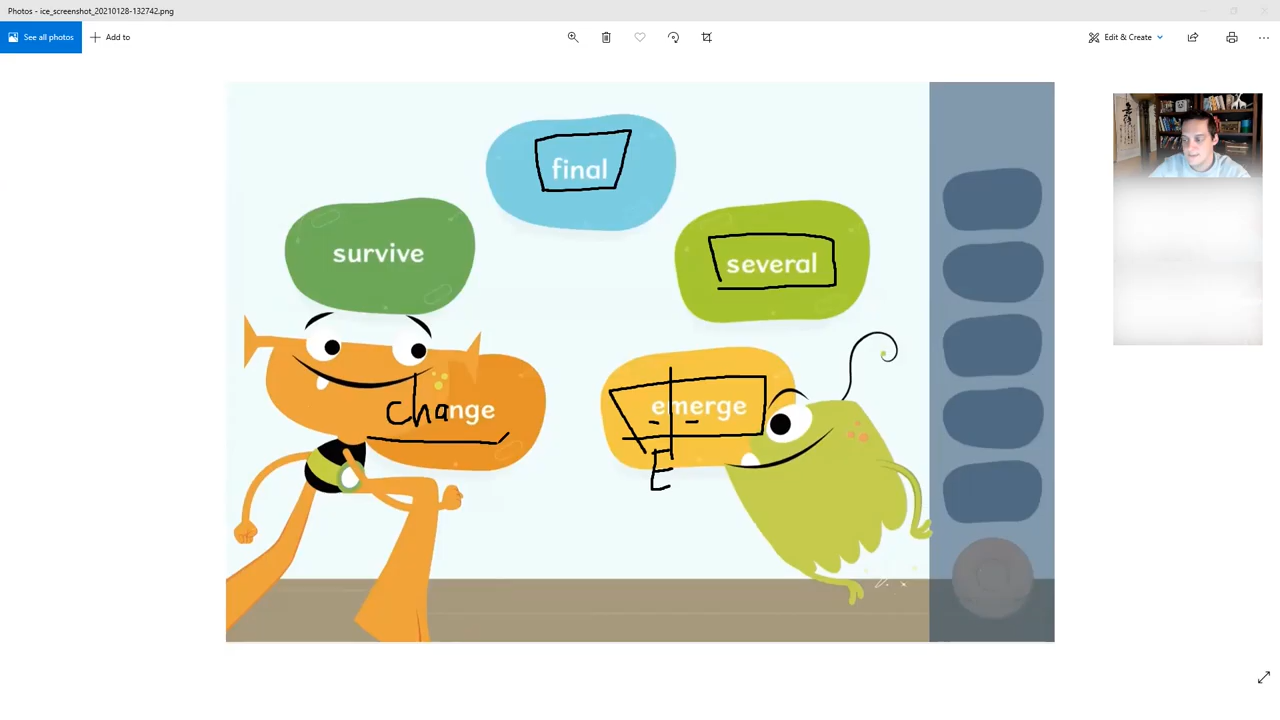 Photos - ice_screenshot_20210128-132742.png
See all photos
Add to
Edit & Create
final
survive
several
change
emerge
E